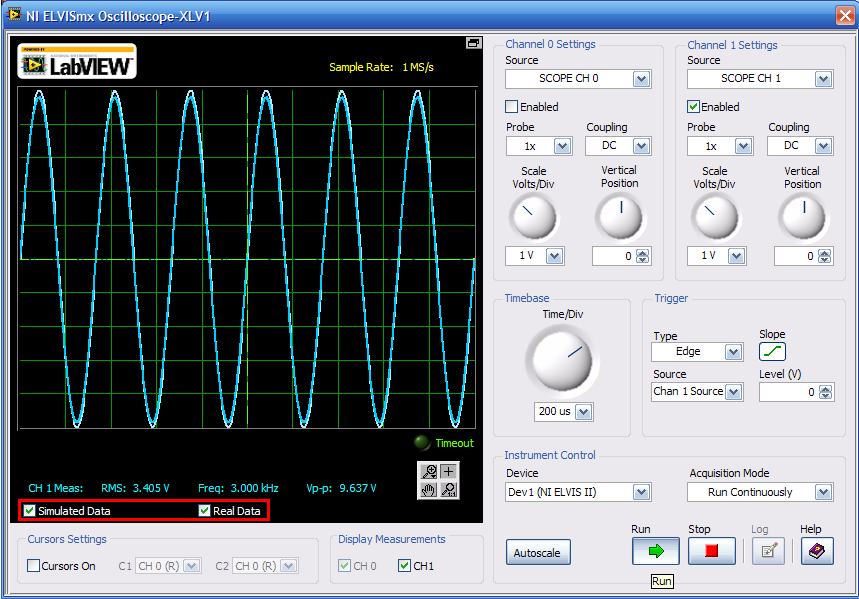 NI ELVISmx Oscilloscope-XLV1
LabVIEW
Sample Rate: 1 MS/s
Timeout
CH 1 Meas: RMS: 3.405 V Freq: 3.000 kHz Vp-p: 9.637 V
Simulated Data Real Data
Cursors Settings
Cursors On C1 CH 0 (R) C2 CH 0 (R)
Display Measurements
CH 0 CH1
Channel 0 Settings
Source
SCOPE CH 0
Enabled
Probe Coupling
1x DC
Scale Vertical
Volts/Div Position
1 V 0
Channel 1 Settings
Source
SCOPE CH 1
Enabled
Probe Coupling
1x DC
Scale Vertical
Volts/Div Position
1 V 0
Timebase
Time/Div
200 us
Trigger
Type Slope
Edge
Source Level (V)
Chan 1 Source 0
Instrument Control
Device Acquisition Mode
Dev1 (NI ELVIS II) Run Continuously
Run Stop Log Help
Autoscale
Run